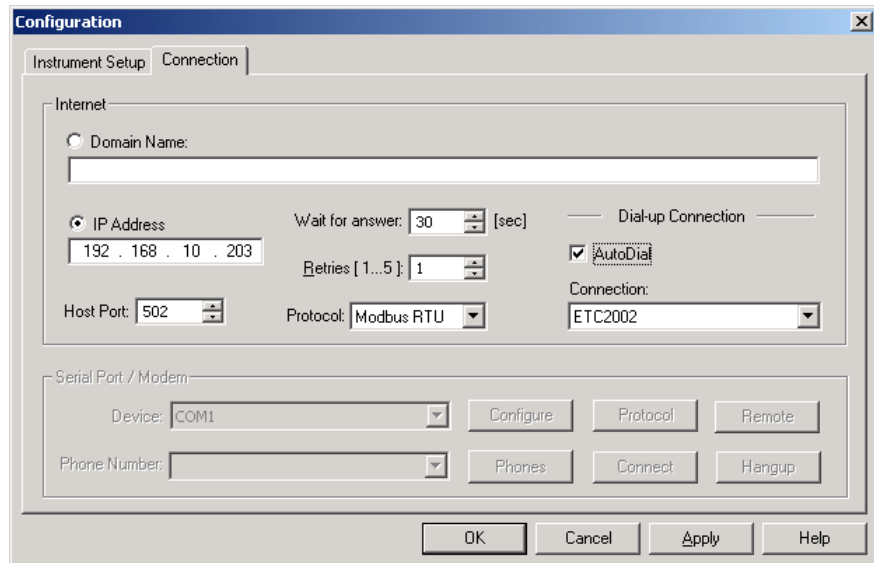 Configuration
Instrument Setup
Connection
Internet
Domain Name:
IP Address
192 . 168 . 10 . 203
Host Port: 502
Wait for answer: 30 [sec]
Retries [ 1...5 ]: 1
Protocol: Modbus RTU
Dial-up Connection
AutoDial
Connection:
ETC2002
Serial Port / Modem
Device: COM1
Configure
Protocol
Remote
Phone Number:
Phones
Connect
Hangup
OK
Cancel
Apply
Help